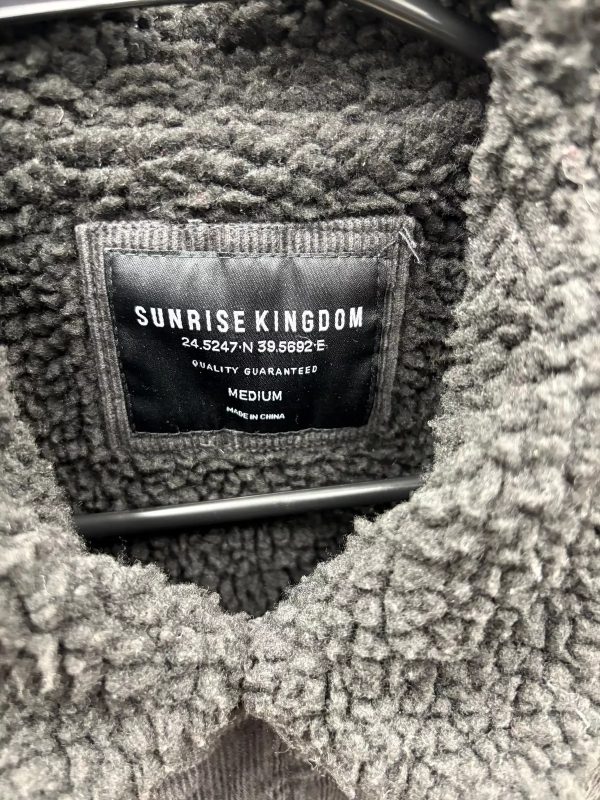 SUNRISE KINGDOM
24.5247·N 39.5692·E
QUALITY GUARANTEED
MEDIUM
MADE IN CHINA